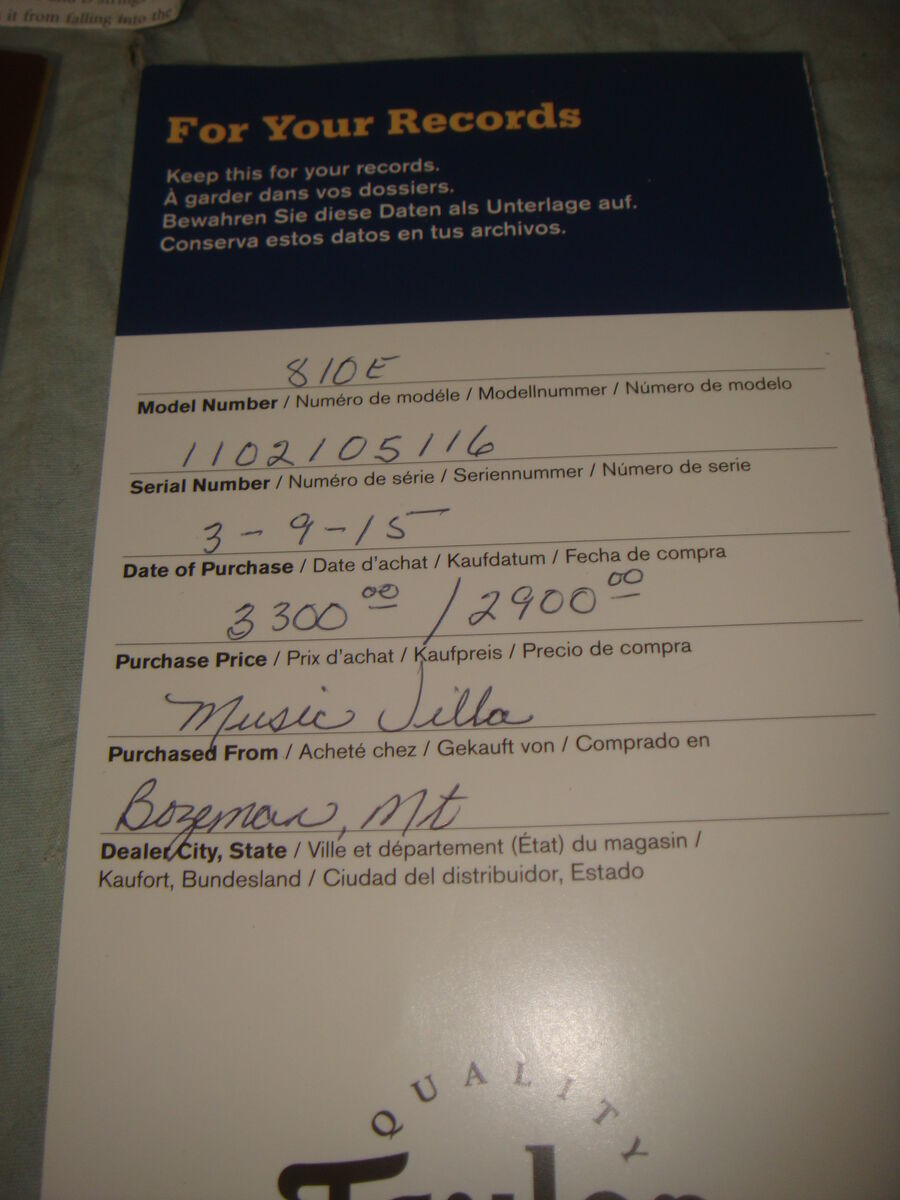 it from falling into the
For Your Records
Keep this for your records.
À garder dans vos dossiers.
Bewahren Sie diese Daten als Unterlage auf.
Conserva estos datos en tus archivos.
810E
Model Number / Numéro de modéle / Modellnummer / Número de modelo
1102105116
Serial Number / Numéro de série / Seriennummer / Número de serie
3-9-15
Date of Purchase / Date d'achat / Kaufdatum / Fecha de compra
3300 00 / 2900 00
Purchase Price / Prix d'achat / Kaufpreis / Precio de compra
Music Villa
Purchased From / Acheté chez / Gekauft von / Comprado en
Bozeman, Mt
Dealer City, State / Ville et département (État) du magasin /
Kaufort, Bundesland / Ciudad del distribuidor, Estado
QUALITY
Taylor